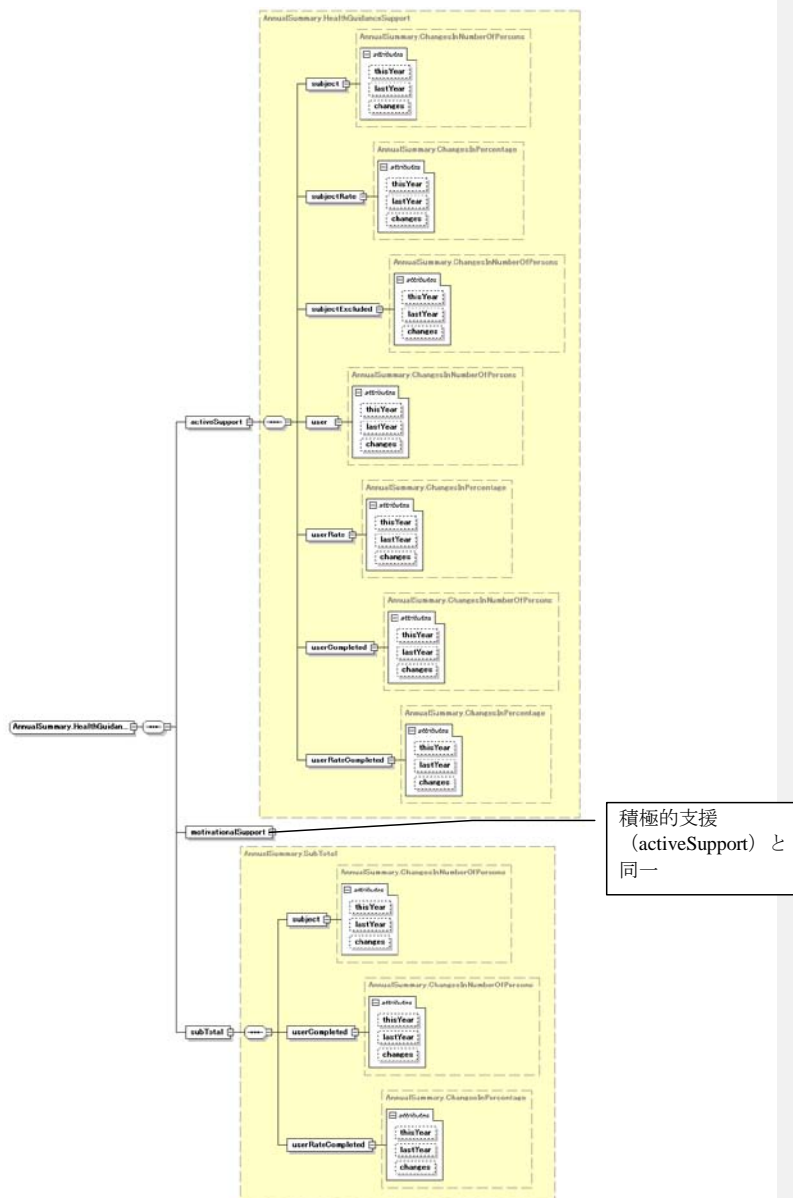 AnnualSummary.HealthGuidanceSupport
AnnualSummary.ChangesInNumberOfPersons
attributes
subject
thisYear
lastYear
changes
AnnualSummary.ChangesInPercentage
attributes
subjectRate
thisYear
lastYear
changes
AnnualSummary.ChangesInNumberOfPersons
attributes
subjectExcluded
thisYear
lastYear
changes
AnnualSummary.ChangesInNumberOfPersons
attributes
activeSupport
user
thisYear
lastYear
changes
AnnualSummary.ChangesInPercentage
attributes
userRate
thisYear
lastYear
changes
AnnualSummary.ChangesInNumberOfPersons
attributes
userCompleted
thisYear
lastYear
changes
AnnualSummary.HealthGuidan...
AnnualSummary.ChangesInPercentage
attributes
userRateCompleted
thisYear
lastYear
changes
motivationalSupport
積極的支援
（activeSupport）と
同一
AnnualSummary.SubTotal
AnnualSummary.ChangesInNumberOfPersons
attributes
subject
thisYear
lastYear
changes
AnnualSummary.ChangesInNumberOfPersons
attributes
subTotal
userCompleted
thisYear
lastYear
changes
AnnualSummary.ChangesInPercentage
attributes
userRateCompleted
thisYear
lastYear
changes